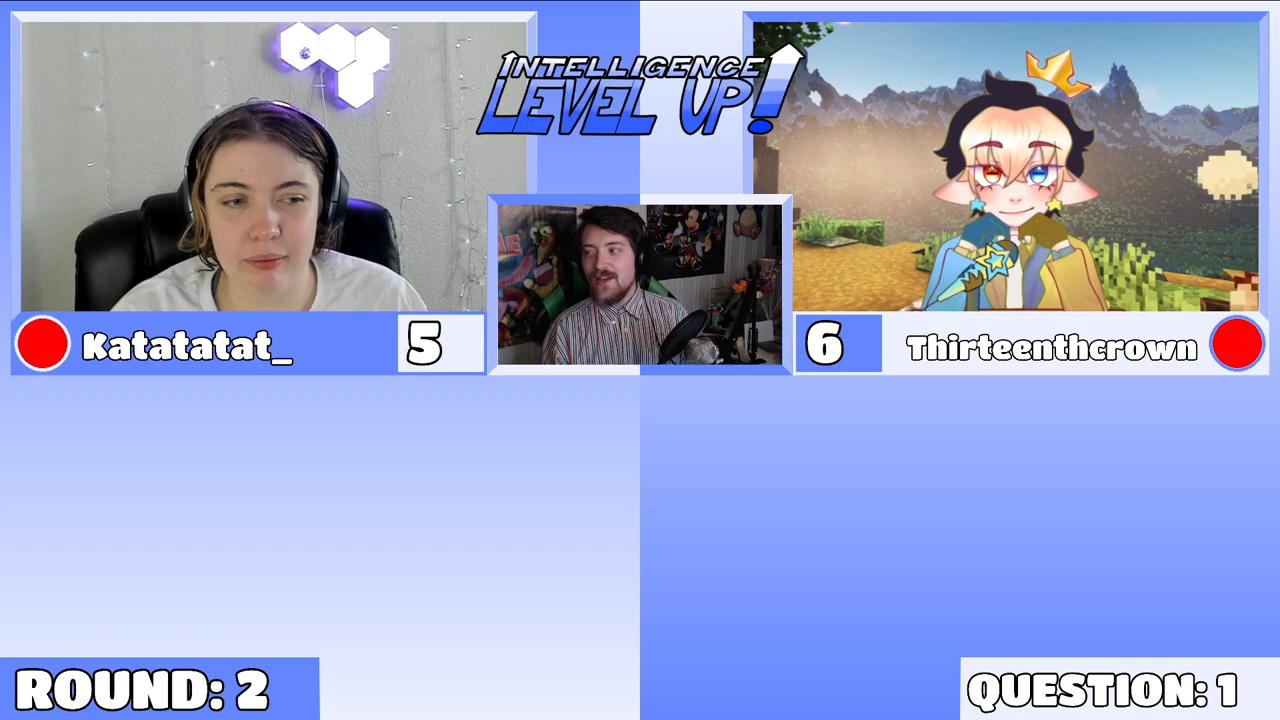 INTELLIGENCE
LEVEL UP!
Katatatat_
5
6
Thirteenthcrown
ROUND: 2
QUESTION: 1